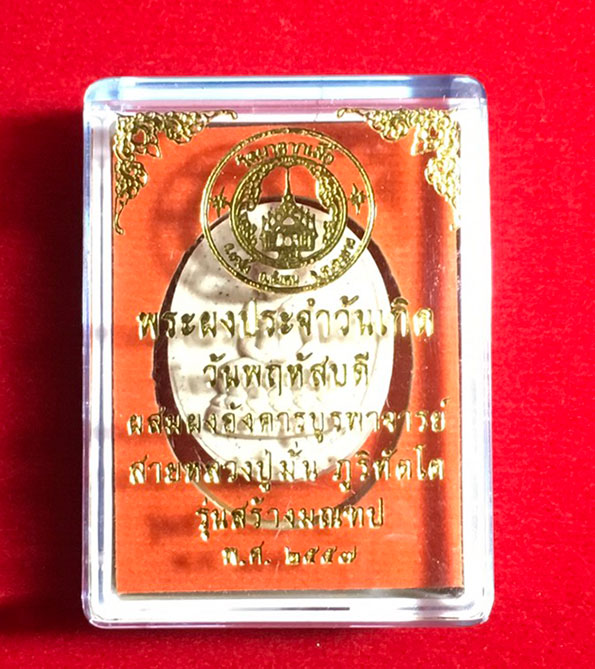 พระผงประจำวันเกิด
วันพฤหัสบดี
ผสมผงอังคารบูรพาจารย์
สายหลวงปู่มั่น ภูริทัตโต
รุ่นสร้างมณฑป
พ.ศ. ๒๕๕๗